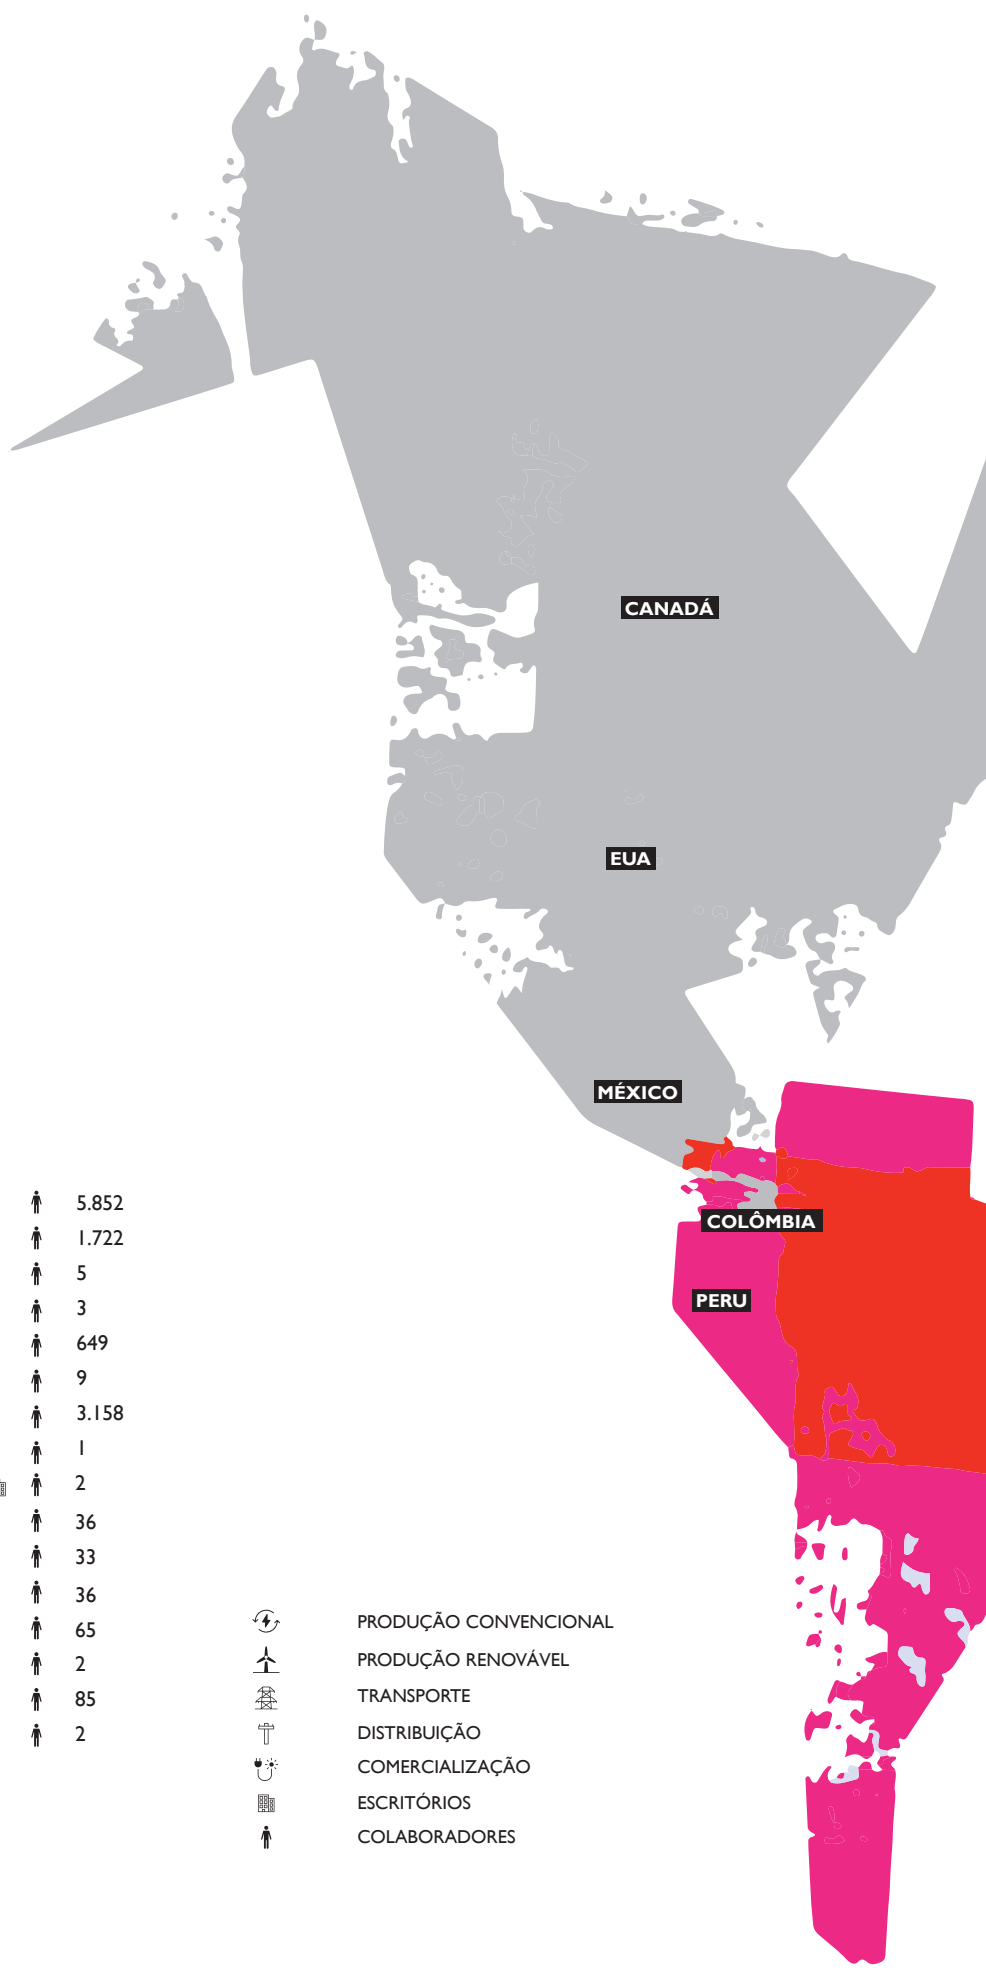 CANADÁ
EUA
MÉXICO
COLÔMBIA
PERU
5.852
1.722
5
3
649
9
3.158
1
2
36
33
36
65
2
85
2
PRODUÇÃO CONVENCIONAL
PRODUÇÃO RENOVÁVEL
TRANSPORTE
DISTRIBUIÇÃO
COMERCIALIZAÇÃO
ESCRITÓRIOS
COLABORADORES